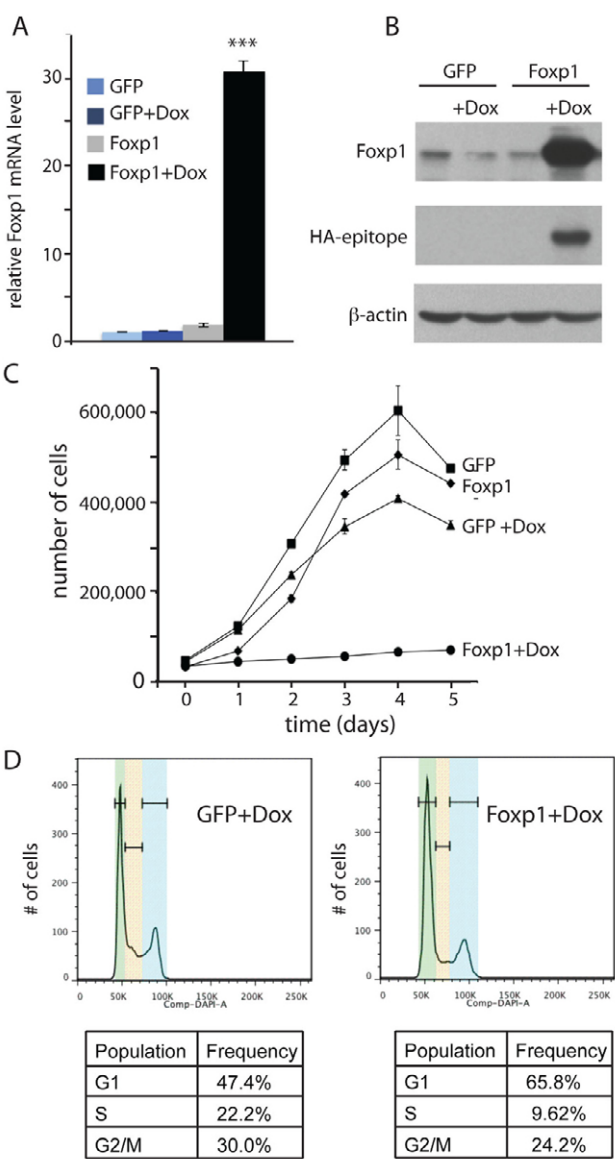 A
relative Foxp1 mRNA level
30
20
10
0
GFP
GFP+Dox
Foxp1
Foxp1+Dox
***
B
GFP Foxp1
+Dox +Dox
Foxp1
HA-epitope
β-actin
C
number of cells
600,000
400,000
200,000
0
0 1 2 3 4 5
time (days)
GFP
Foxp1
GFP +Dox
Foxp1+Dox
D
# of cells
400
300
200
100
0
GFP+Dox
0 50K 100K 150K 200K 250K
Comp-DAPI-A
# of cells
400
300
200
100
0
Foxp1+Dox
0 50K 100K 150K 200K 250K
Comp-DAPI-A
Population Frequency
G1 47.4%
S 22.2%
G2/M 30.0%
Population Frequency
G1 65.8%
S 9.62%
G2/M 24.2%